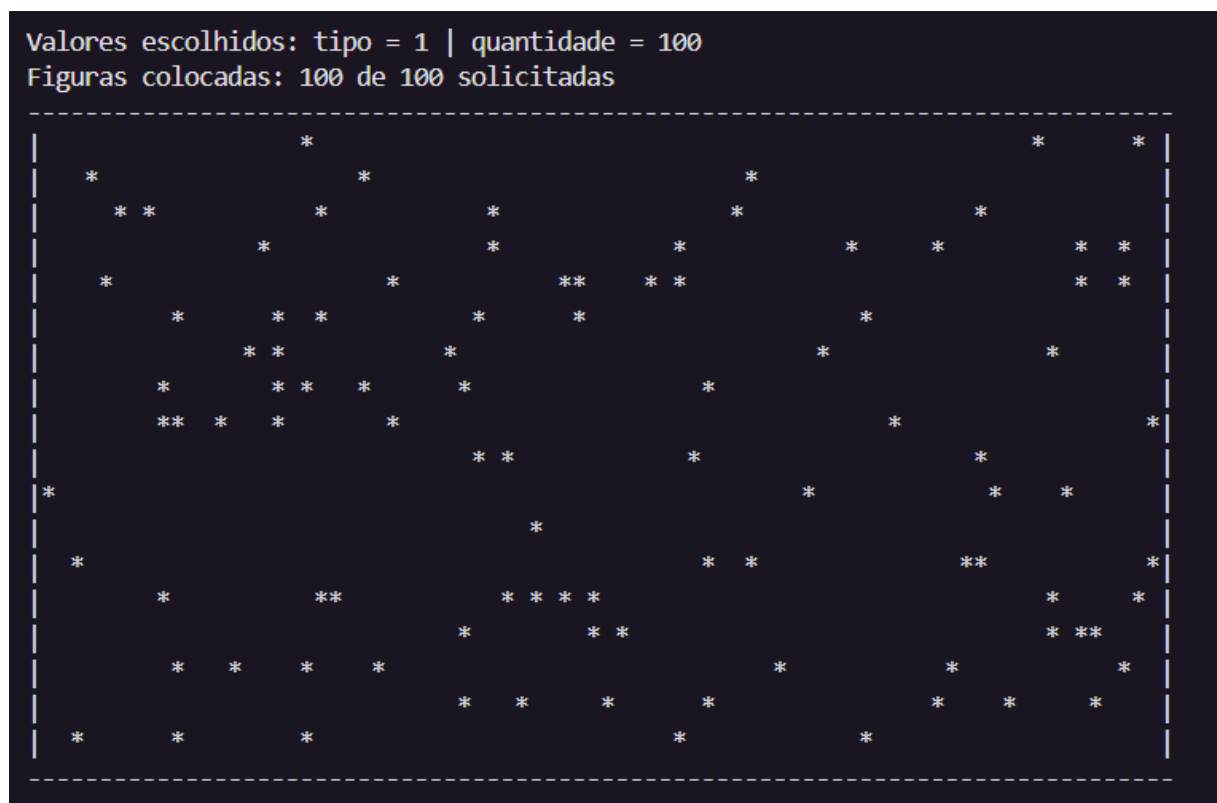 Valores escolhidos: tipo = 1 | quantidade = 100
Figuras colocadas: 100 de 100 solicitadas
--------------------------------------------------------------------------------
|                  *                                                  *      * |
|   *                  *                          *                            |
|     * *           *           *                *                *            |
|               *               *            *           *     *         *  *  |
|    *                   *           **    * *                           *  *  |
|         *      *  *          *      *                   *                    |
|              * *           *                         *               *       |
|        *       * *   *      *                *                               |
|        **  *   *       *                                  *                 *|
|                              * *            *                   *            |
|*                                                    *            *    *      |
|                                  *                                           |
|  *                                           *  *              **           *|
|        *          **           * * * *                               *     * |
|                             *        * *                             * **    |
|         *   *    *    *                           *           *           *  |
|                             *   *     *      *               *    *     *    |
|  *      *        *                         *            *                    |
--------------------------------------------------------------------------------